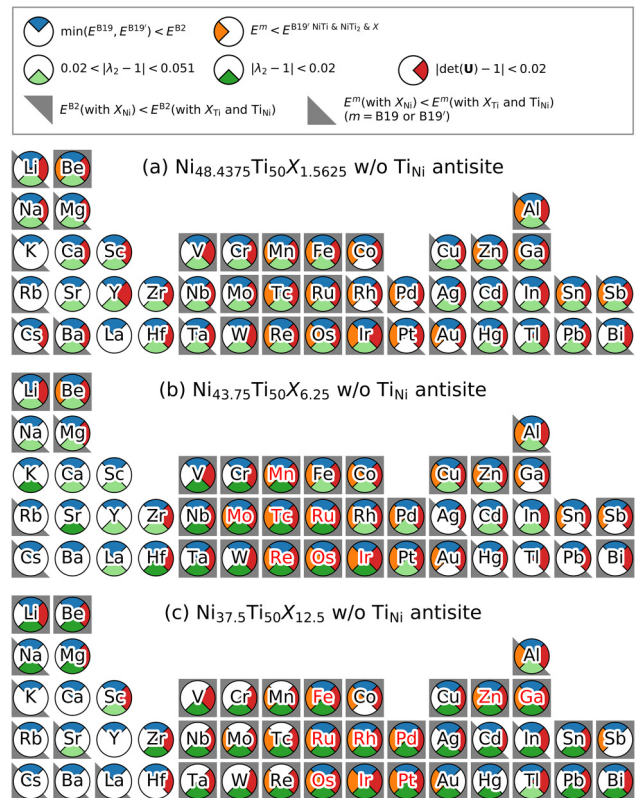 min(E^B19, E^B19′) < E^B2
E^m < E^B19′ NiTi & NiTi₂ & X
0.02 < |λ₂ − 1| < 0.051
|λ₂ − 1| < 0.02
|det(U) − 1| < 0.02
E^B2(with X_Ni) < E^B2(with X_Ti and Ti_Ni)
E^m(with X_Ni) < E^m(with X_Ti and Ti_Ni)
(m = B19 or B19′)
(a) Ni₄₈.₄₃₇₅Ti₅₀X₁.₅₆₂₅ w/o Ti_Ni antisite
Li Be
Na Mg Al
K Ca Sc V Cr Mn Fe Co Cu Zn Ga
Rb Sr Y Zr Nb Mo Tc Ru Rh Pd Ag Cd In Sn Sb
Cs Ba La Hf Ta W Re Os Ir Pt Au Hg Tl Pb Bi
(b) Ni₄₃.₇₅Ti₅₀X₆.₂₅ w/o Ti_Ni antisite
Li Be
Na Mg Al
K Ca Sc V Cr Mn Fe Co Cu Zn Ga
Rb Sr Y Zr Nb Mo Tc Ru Rh Pd Ag Cd In Sn Sb
Cs Ba La Hf Ta W Re Os Ir Pt Au Hg Tl Pb Bi
(c) Ni₃₇.₅Ti₅₀X₁₂.₅ w/o Ti_Ni antisite
Li Be
Na Mg Al
K Ca Sc V Cr Mn Fe Co Cu Zn Ga
Rb Sr Y Zr Nb Mo Tc Ru Rh Pd Ag Cd In Sn Sb
Cs Ba La Hf Ta W Re Os Ir Pt Au Hg Tl Pb Bi